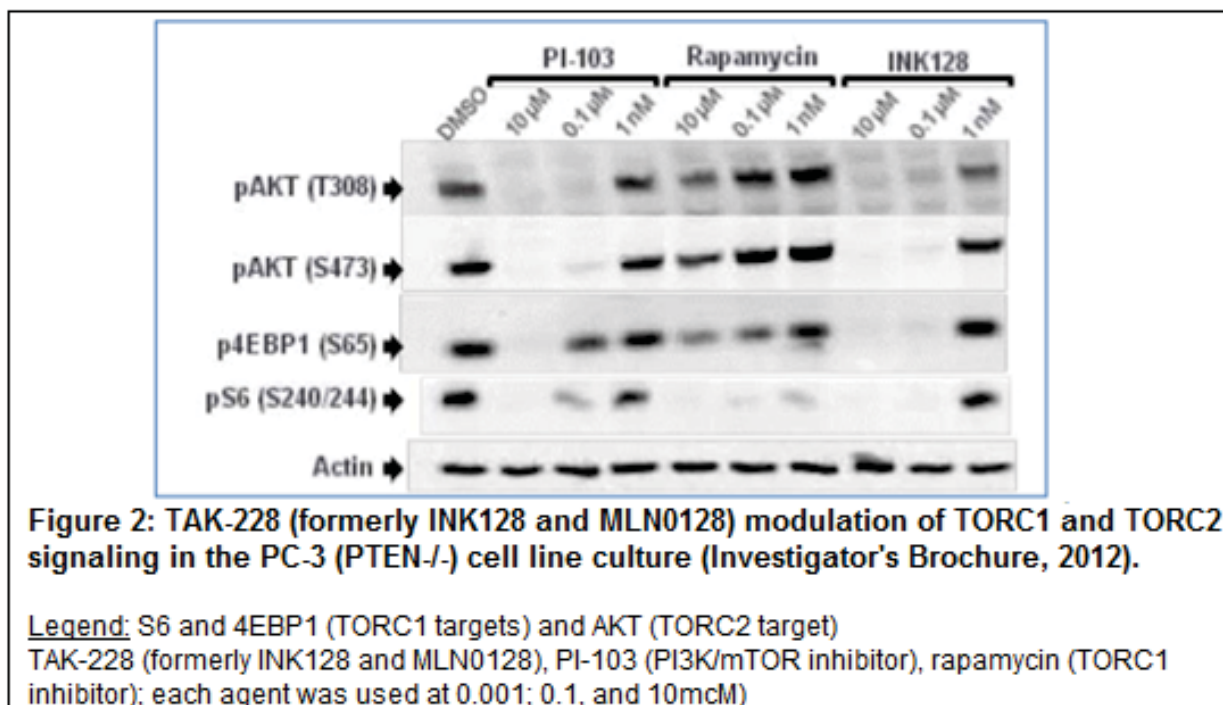 PI-103 Rapamycin INK128
DMSO 10 µM 0.1 µM 1 nM 10 µM 0.1 µM 1 nM 10 µM 0.1 µM 1 nM
pAKT (T308)
pAKT (S473)
p4EBP1 (S65)
pS6 (S240/244)
Actin
Figure 2: TAK-228 (formerly INK128 and MLN0128) modulation of TORC1 and TORC2
signaling in the PC-3 (PTEN-/-) cell line culture (Investigator's Brochure, 2012).
Legend: S6 and 4EBP1 (TORC1 targets) and AKT (TORC2 target)
TAK-228 (formerly INK128 and MLN0128), PI-103 (PI3K/mTOR inhibitor), rapamycin (TORC1
inhibitor); each agent was used at 0.001; 0.1, and 10mcM)